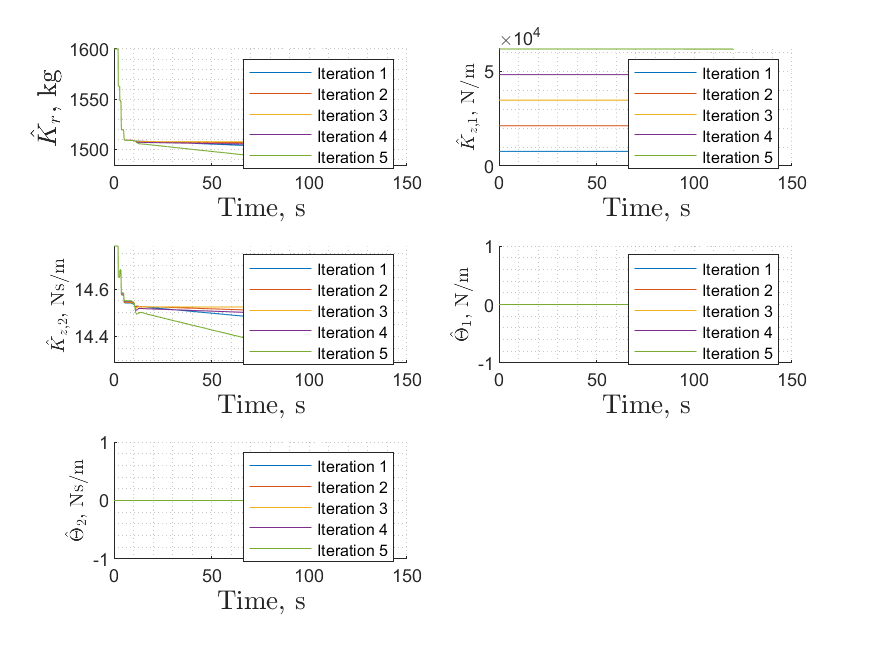 1600
1550
1500
K̂r, kg
Iteration 1
Iteration 2
Iteration 3
Iteration 4
Iteration 5
0 50 100 150
Time, s
×10⁴
5
0
K̂z,1, N/m
Iteration 1
Iteration 2
Iteration 3
Iteration 4
Iteration 5
0 50 100 150
Time, s
14.6
14.4
K̂z,2, Ns/m
Iteration 1
Iteration 2
Iteration 3
Iteration 4
Iteration 5
0 50 100 150
Time, s
1
0
-1
Θ̂1, N/m
Iteration 1
Iteration 2
Iteration 3
Iteration 4
Iteration 5
0 50 100 150
Time, s
1
0
-1
Θ̂2, Ns/m
Iteration 1
Iteration 2
Iteration 3
Iteration 4
Iteration 5
0 50 100 150
Time, s